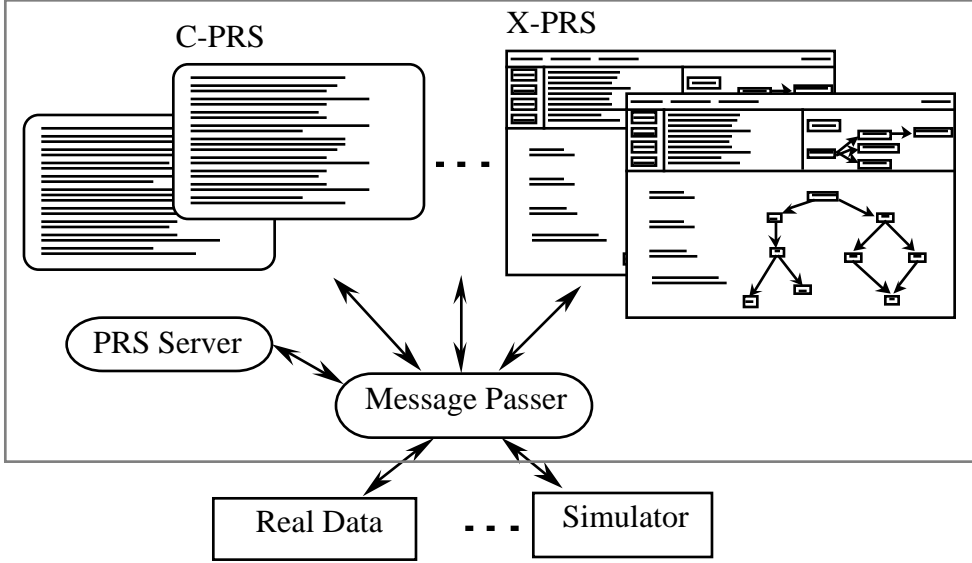 C-PRS
X-PRS
PRS Server
Message Passer
Real Data
Simulator